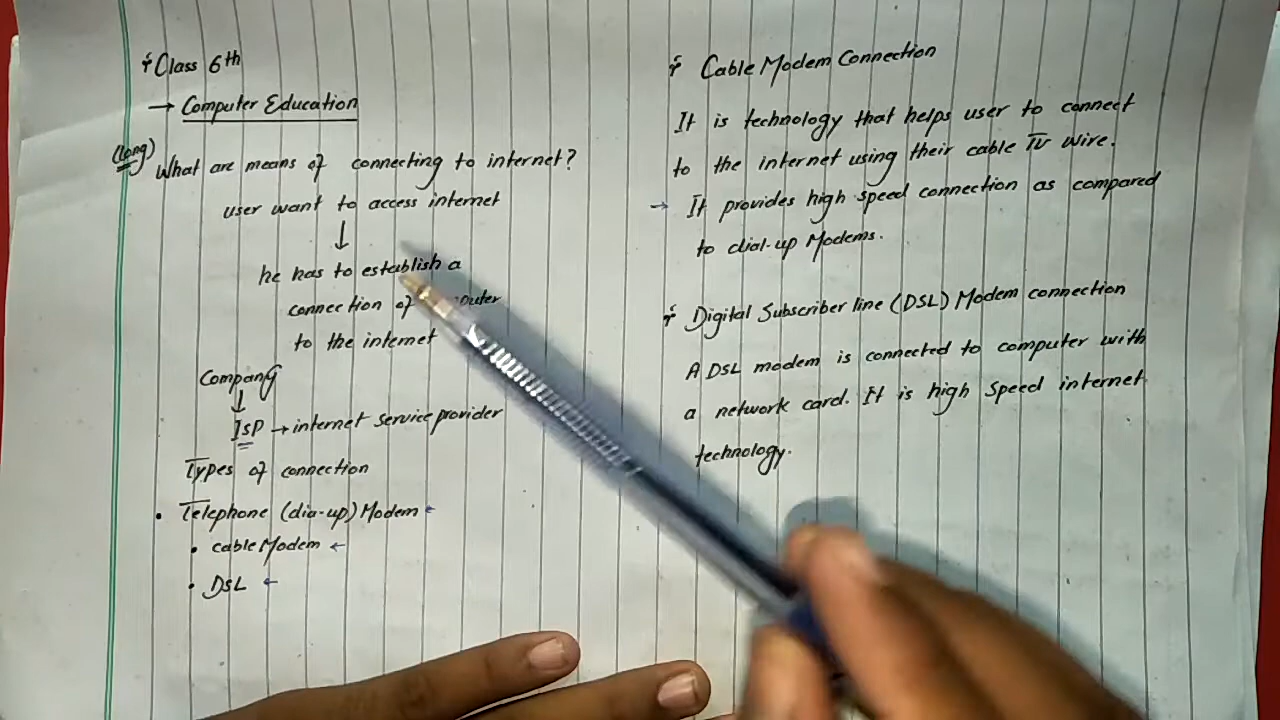 Class 6th
→ Computer Education
(long)
What are means of connecting to internet?
user want to access internet
↓
he has to establish a
connection of
to the internet
Company
↓
ISP → internet service provider
Types of connection
• Telephone (dia-up) Modem ←
• cable Modem ←
• DSL ←
Cable Modem Connection
It is technology that helps user to connect
to the internet using their cable TV wire.
→ It provides high speed connection as compared
to dial-up Modems.
Digital Subscriber line (DSL) Modem connection
A DSL modem is connected to computer with
a network card. It is high speed internet
technology.